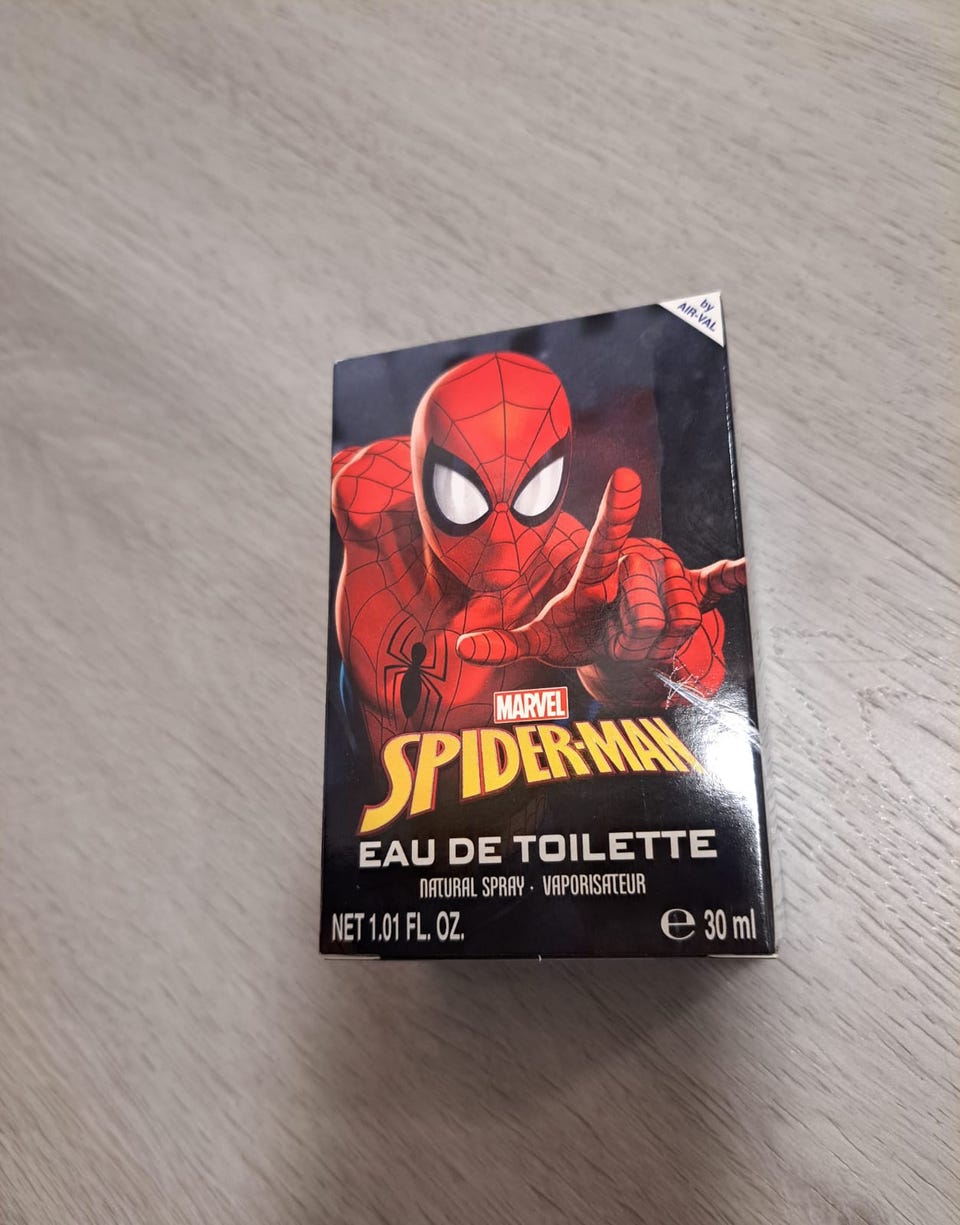 by
AIR-VAL
MARVEL
SPIDER-MAN
EAU DE TOILETTE
NATURAL SPRAY · VAPORISATEUR
NET 1.01 FL. OZ. ℮ 30 ml